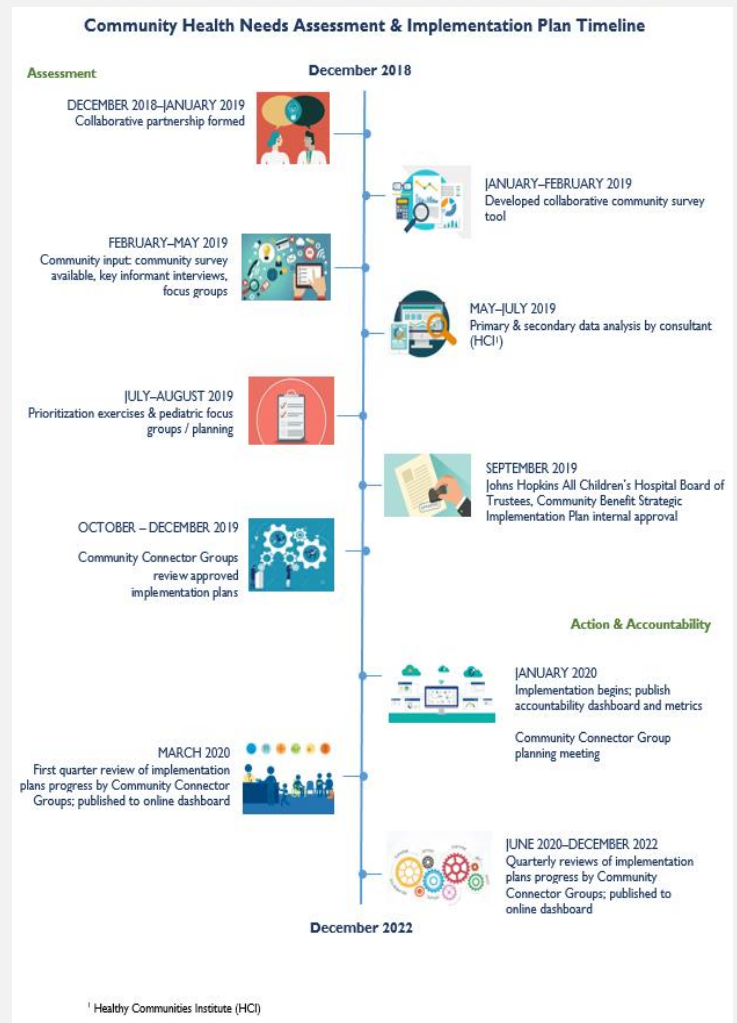 Community Health Needs Assessment & Implementation Plan Timeline
Assessment
December 2018
DECEMBER 2018–JANUARY 2019
Collaborative partnership formed
JANUARY–FEBRUARY 2019
Developed collaborative community survey
tool
FEBRUARY–MAY 2019
Community input: community survey
available, key informant interviews,
focus groups
MAY–JULY 2019
Primary & secondary data analysis by consultant
(HCI¹)
JULY–AUGUST 2019
Prioritization exercises & pediatric focus
groups / planning
SEPTEMBER 2019
Johns Hopkins All Children's Hospital Board of
Trustees, Community Benefit Strategic
Implementation Plan internal approval
OCTOBER – DECEMBER 2019
Community Connector Groups
review approved
implementation plans
Action & Accountability
JANUARY 2020
Implementation begins; publish
accountability dashboard and metrics
Community Connector Group
planning meeting
MARCH 2020
First quarter review of implementation
plans progress by Community Connector
Groups; published to online dashboard
JUNE 2020–DECEMBER 2022
Quarterly reviews of implementation
plans progress by Community
Connector Groups; published to
online dashboard
December 2022
¹ Healthy Communities Institute (HCI)